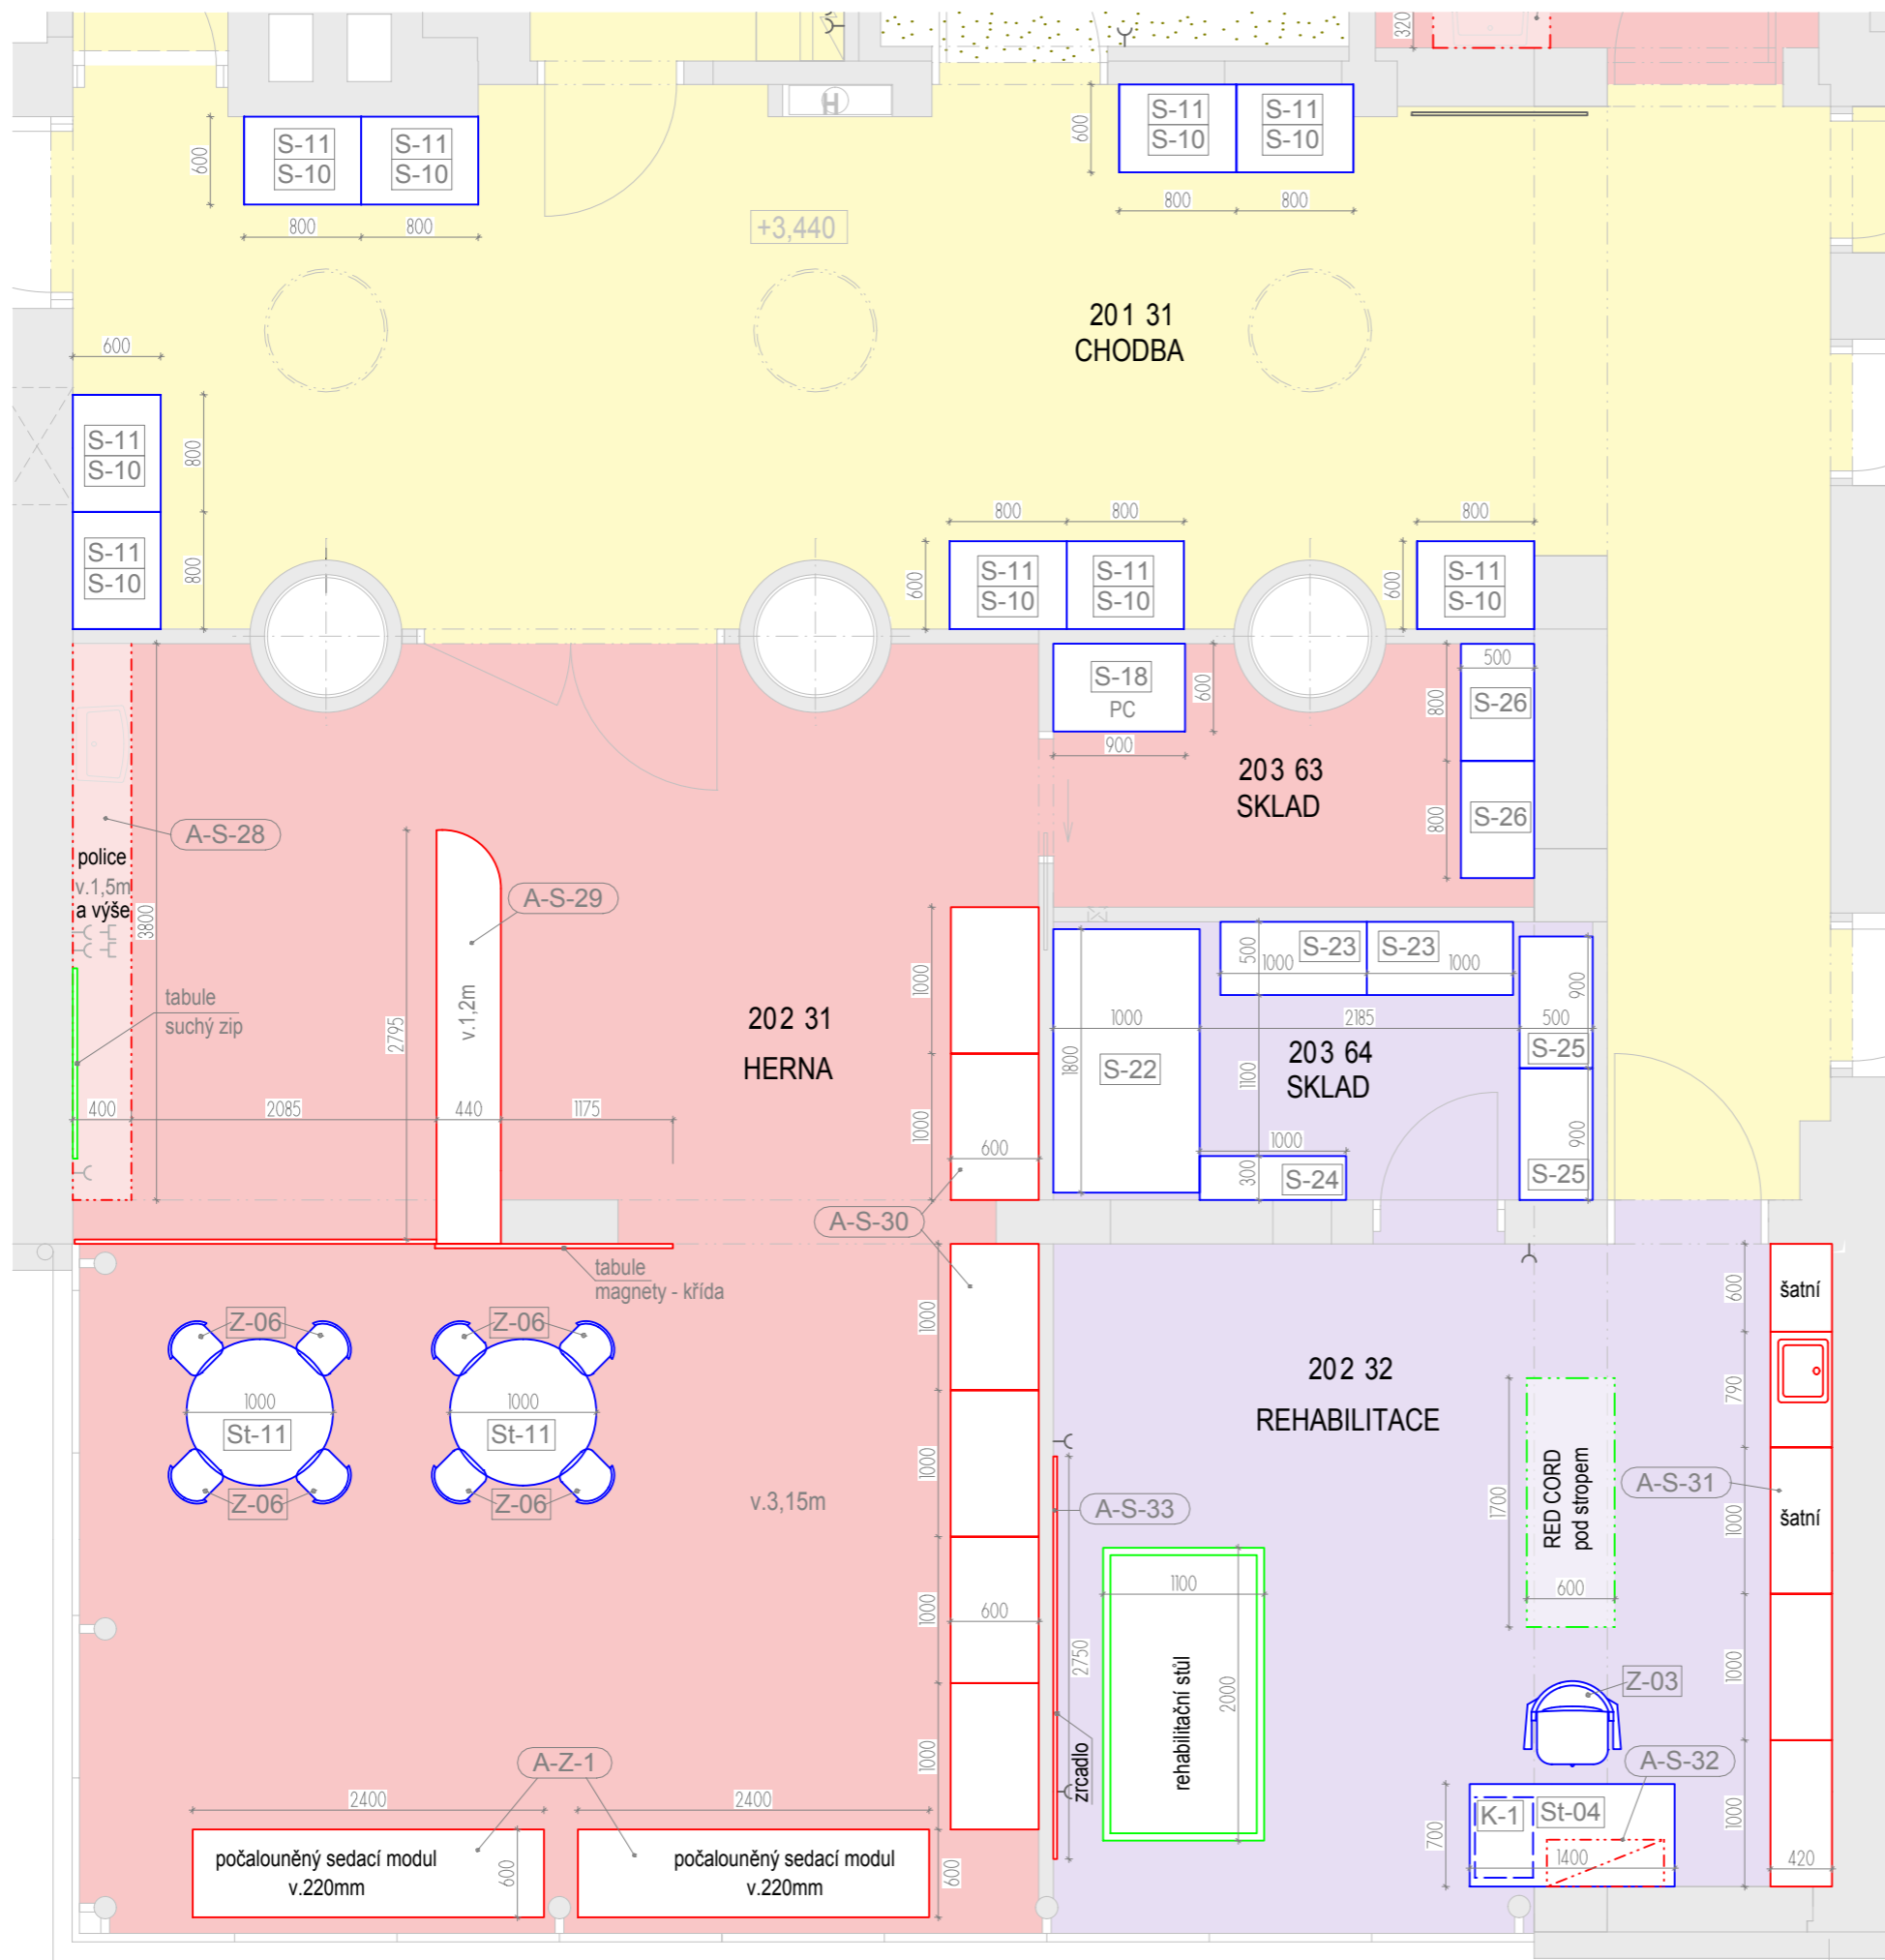 320
H
S-11
S-10
S-11
S-10
S-11
S-10
S-11
S-10
600
600
800
800
800
800
+3,440
201 31
CHODBA
600
S-11
S-10
S-11
S-10
800
800
800
800
800
S-11
S-10
S-11
S-10
S-11
S-10
600
600
S-18
PC
600
900
500
S-26
S-26
800
800
203 63
SKLAD
A-S-28
police
v.1,5m
a výše
3800
A-S-29
v.1,2m
2795
tabule
suchý zip
202 31
HERNA
1000
1000
600
400
2085
440
1175
S-23
S-23
500
1000
1000
900
1000
2185
500
S-22
1800
203 64
SKLAD
1100
S-25
900
1000
300
S-24
S-25
A-S-30
tabule
magnety - křída
Z-06
Z-06
1000
1000
St-11
St-11
Z-06
Z-06
v.3,15m
1000
1000
1000
600
1000
600
202 32
REHABILITACE
šatní
600
790
A-S-31
šatní
1000
1000
1000
RED CORD
pod stropem
1700
600
A-S-33
1100
2000
rehabilitační stůl
2750
zrcadlo
Z-03
A-S-32
K-1
St-04
700
1400
420
A-Z-1
2400
2400
počalouněný sedací modul
v.220mm
600
počalouněný sedací modul
v.220mm